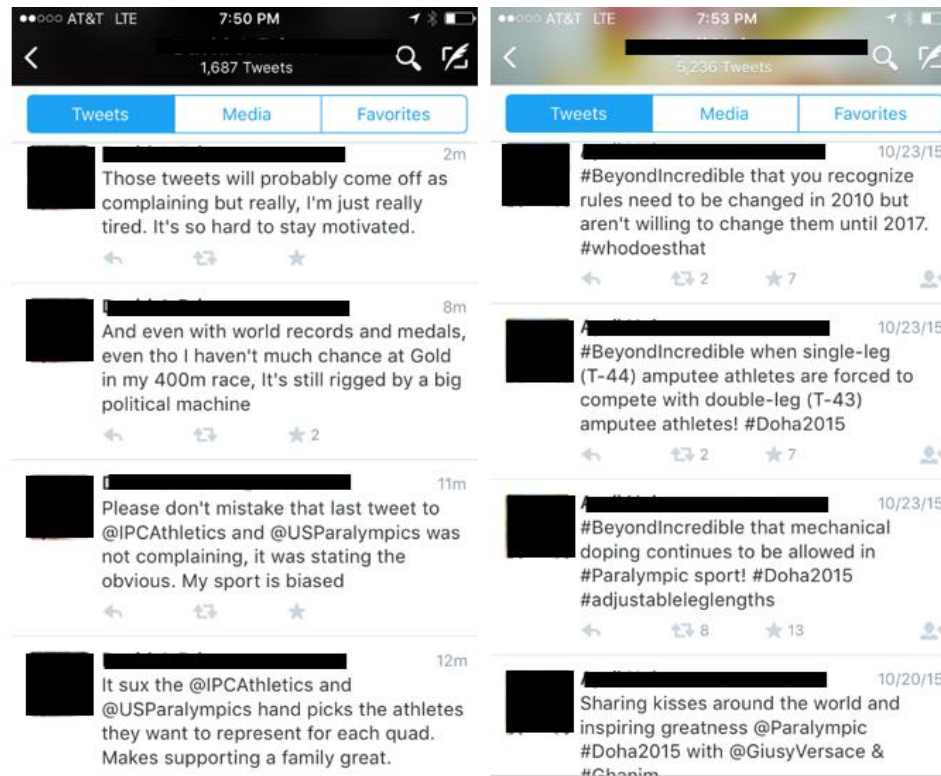 AT&T LTE
7:50 PM
1,687 Tweets
Tweets
Media
Favorites
2m
Those tweets will probably come off as
complaining but really, I'm just really
tired. It's so hard to stay motivated.
8m
And even with world records and medals,
even tho I haven't much chance at Gold
in my 400m race, It's still rigged by a big
political machine
2
11m
Please don't mistake that last tweet to
@IPCAthletics and @USParalympics was
not complaining, it was stating the
obvious. My sport is biased
12m
It sux the @IPCAthletics and
@USParalympics hand picks the athletes
they want to represent for each quad.
Makes supporting a family great.
AT&T LTE
7:53 PM
5,236 Tweets
Tweets
Media
Favorites
10/23/15
#BeyondIncredible that you recognize
rules need to be changed in 2010 but
aren't willing to change them until 2017.
#whodoesthat
2
7
10/23/15
#BeyondIncredible when single-leg
(T-44) amputee athletes are forced to
compete with double-leg (T-43)
amputee athletes! #Doha2015
2
7
10/23/15
#BeyondIncredible that mechanical
doping continues to be allowed in
#Paralympic sport! #Doha2015
#adjustableleglengths
8
13
10/20/15
Sharing kisses around the world and
inspiring greatness @Paralympic
#Doha2015 with @GiusyVersace &
#Ghanim